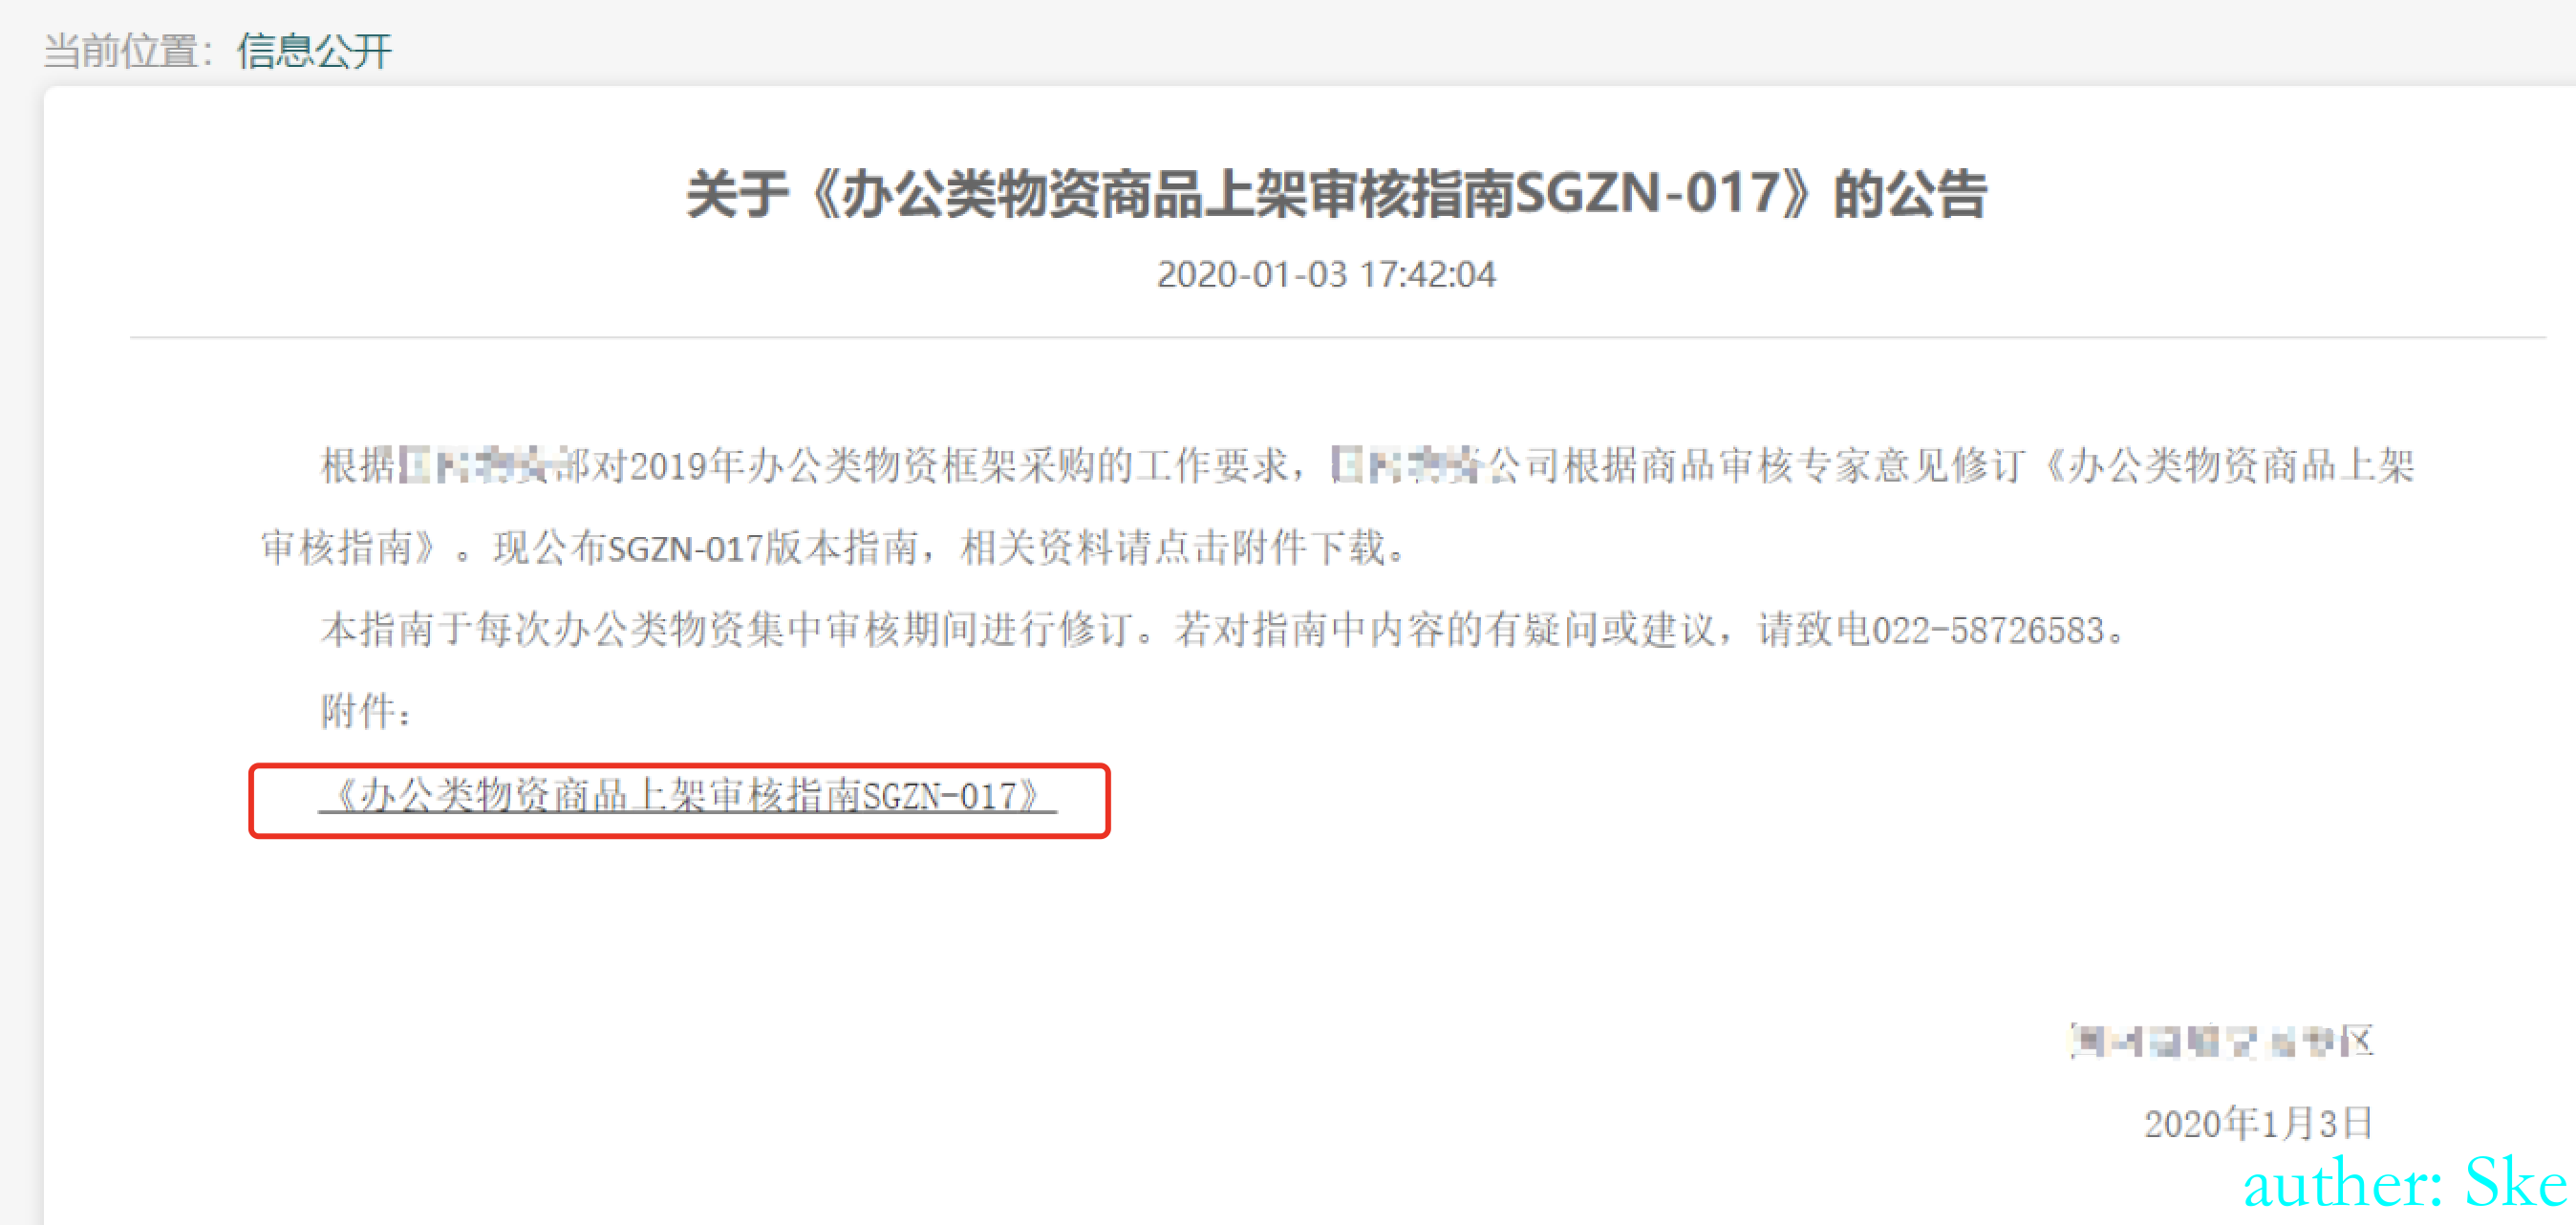 当前位置：信息公开
关于《办公类物资商品上架审核指南SGZN-017》的公告
2020-01-03 17:42:04
根据部对2019年办公类物资框架采购的工作要求，公司根据商品审核专家意见修订《办公类物资商品上架
审核指南》。现公布SGZN-017版本指南，相关资料请点击附件下载。
本指南于每次办公类物资集中审核期间进行修订。若对指南中内容的有疑问或建议，请致电022-58726583。
附件：
《办公类物资商品上架审核指南SGZN-017》
区
2020年1月3日
auther: Ske